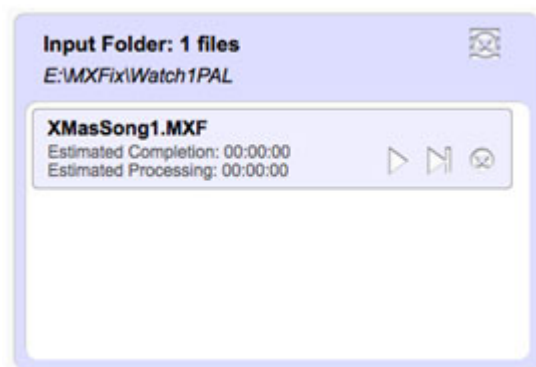 Input Folder: 1 files
E:\MXFix\Watch1PAL
XMasSong1.MXF
Estimated Completion: 00:00:00
Estimated Processing: 00:00:00